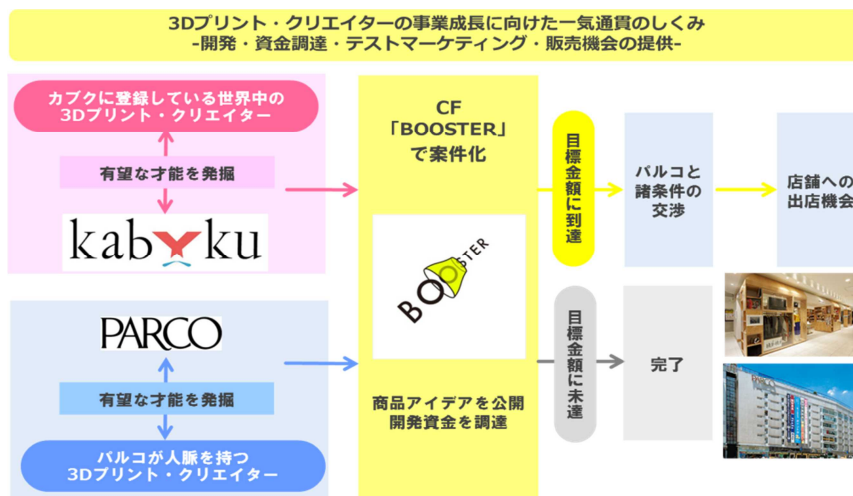 3Dプリント・クリエイターの事業成長に向けた一気通貫のしくみ
-開発・資金調達・テストマーケティング・販売機会の提供-
カブクに登録している世界中の
3Dプリント・クリエイター
有望な才能を発掘
kabuku
PARCO
有望な才能を発掘
パルコが人脈を持つ
3Dプリント・クリエイター
CF
「BOOSTER」
で案件化
BOOSTER
商品アイデアを公開
開発資金を調達
目標金額に到達
パルコと
諸条件の
交渉
店舗への
出店機会
目標金額に未達
完了
PARCO